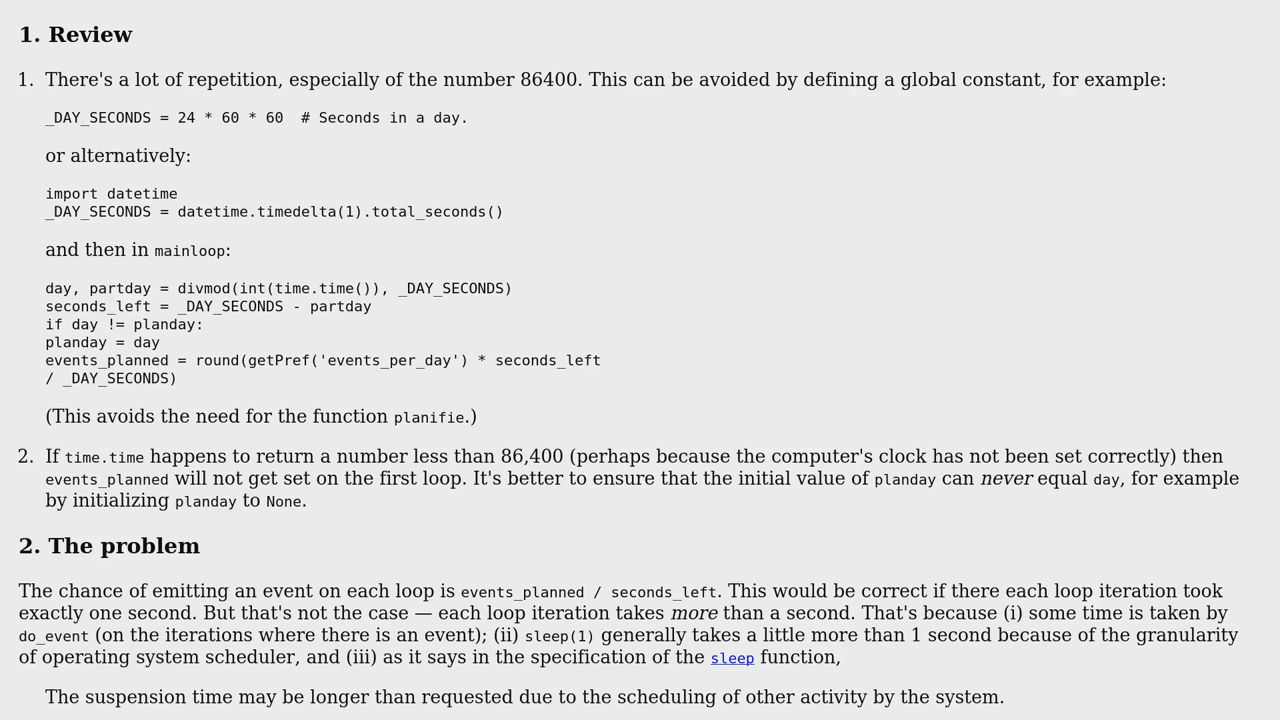 1. Review
1. There's a lot of repetition, especially of the number 86400. This can be avoided by defining a global constant, for example:
_DAY_SECONDS = 24 * 60 * 60  # Seconds in a day.
or alternatively:
import datetime
_DAY_SECONDS = datetime.timedelta(1).total_seconds()
and then in mainloop:
day, partday = divmod(int(time.time()), _DAY_SECONDS)
seconds_left = _DAY_SECONDS - partday
if day != planday:
planday = day
events_planned = round(getPref('events_per_day') * seconds_left
/ _DAY_SECONDS)
(This avoids the need for the function planifie.)
2. If time.time happens to return a number less than 86,400 (perhaps because the computer's clock has not been set correctly) then
events_planned will not get set on the first loop. It's better to ensure that the initial value of planday can never equal day, for example
by initializing planday to None.
2. The problem
The chance of emitting an event on each loop is events_planned / seconds_left. This would be correct if there each loop iteration took
exactly one second. But that's not the case — each loop iteration takes more than a second. That's because (i) some time is taken by
do_event (on the iterations where there is an event); (ii) sleep(1) generally takes a little more than 1 second because of the granularity
of operating system scheduler, and (iii) as it says in the specification of the sleep function,
The suspension time may be longer than requested due to the scheduling of other activity by the system.